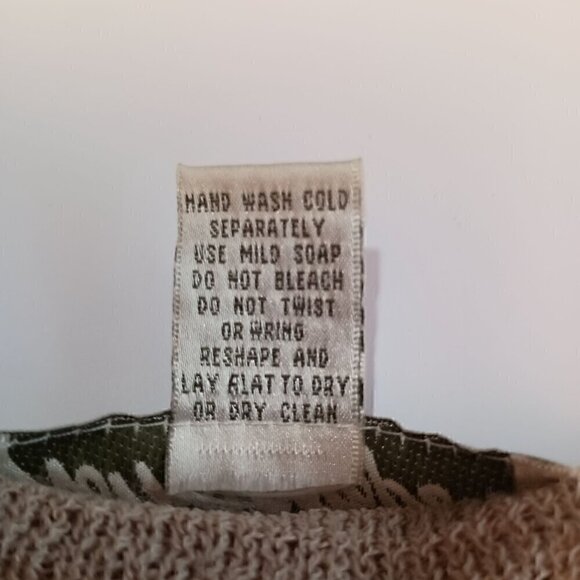 HAND WASH COLD
SEPARATELY
USE MILD SOAP
DO NOT BLEACH
DO NOT TWIST
OR WRING
RESHAPE AND
LAY FLAT TO DRY
OR DRY CLEAN